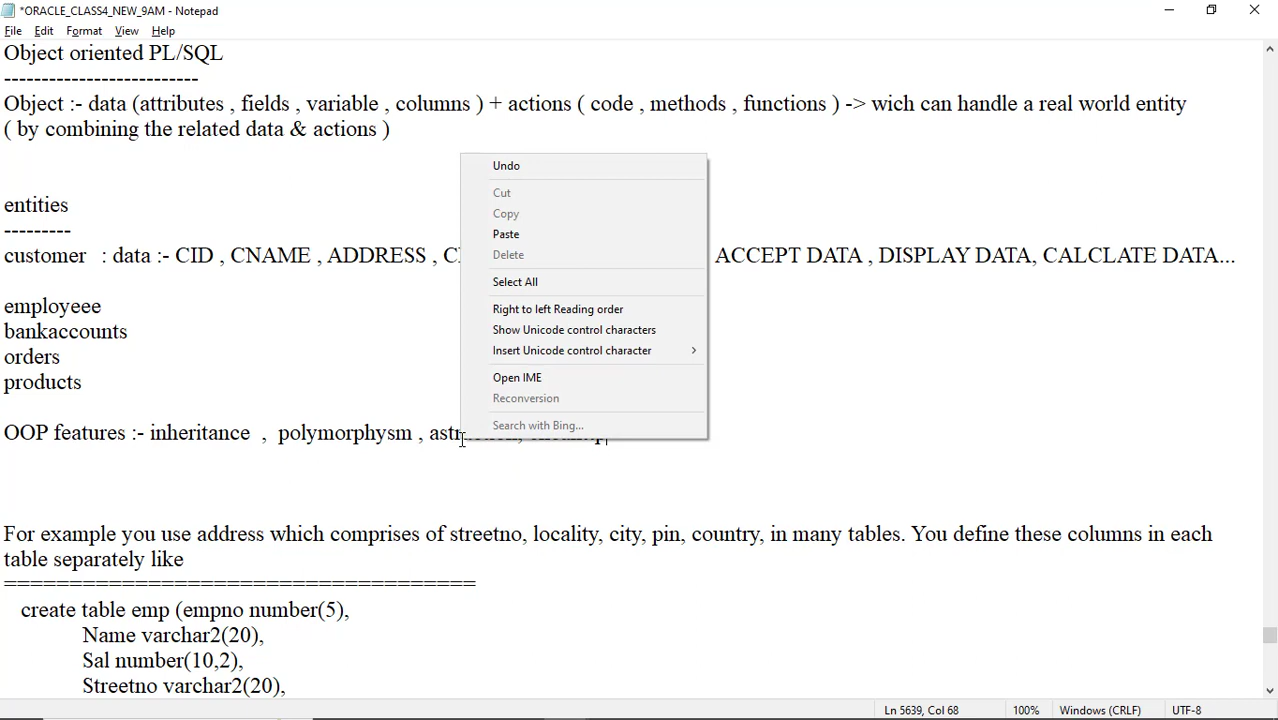 *ORACLE_CLASS4_NEW_9AM - Notepad
File Edit Format View Help
Object oriented PL/SQL
--------------------------
Object :- data (attributes , fields , variable , columns ) + actions ( code , methods , functions ) -> wich can handle a real world entity
( by combining the related data & actions )
entities
---------
customer : data :- CID , CNAME , ADDRESS , ACCEPT DATA , DISPLAY DATA, CALCLATE DATA...
employeee
bankaccounts
orders
products
OOP features :- inheritance , polymorphysm ,
Undo
Cut
Copy
Paste
Delete
Select All
Right to left Reading order
Show Unicode control characters
Insert Unicode control character >
Open IME
Reconversion
Search with Bing...
For example you use address which comprises of streetno, locality, city, pin, country, in many tables. You define these columns in each
table separately like
====================================
create table emp (empno number(5),
Name varchar2(20),
Sal number(10,2),
Streetno varchar2(20),
Ln 5639, Col 68 100% Windows (CRLF) UTF-8